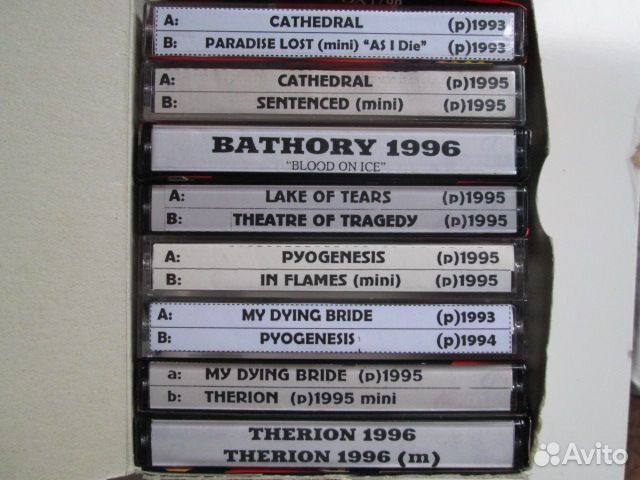 A: CATHEDRAL (p)1993
B: PARADISE LOST (mini) "AS I Die" (p)1993
A: CATHEDRAL (p)1995
B: SENTENCED (mini) (p)1995
BATHORY 1996
"BLOOD ON ICE"
A: LAKE OF TEARS (p)1995
B: THEATRE OF TRAGEDY (p)1995
A: PYOGENESIS (p)1995
B: IN FLAMES (mini) (p)1995
A: MY DYING BRIDE (p)1993
B: PYOGENESIS (p)1994
a: MY DYING BRIDE (p)1995
b: THERION (p)1995 mini
THERION 1996
THERION 1996 (m)
Avito